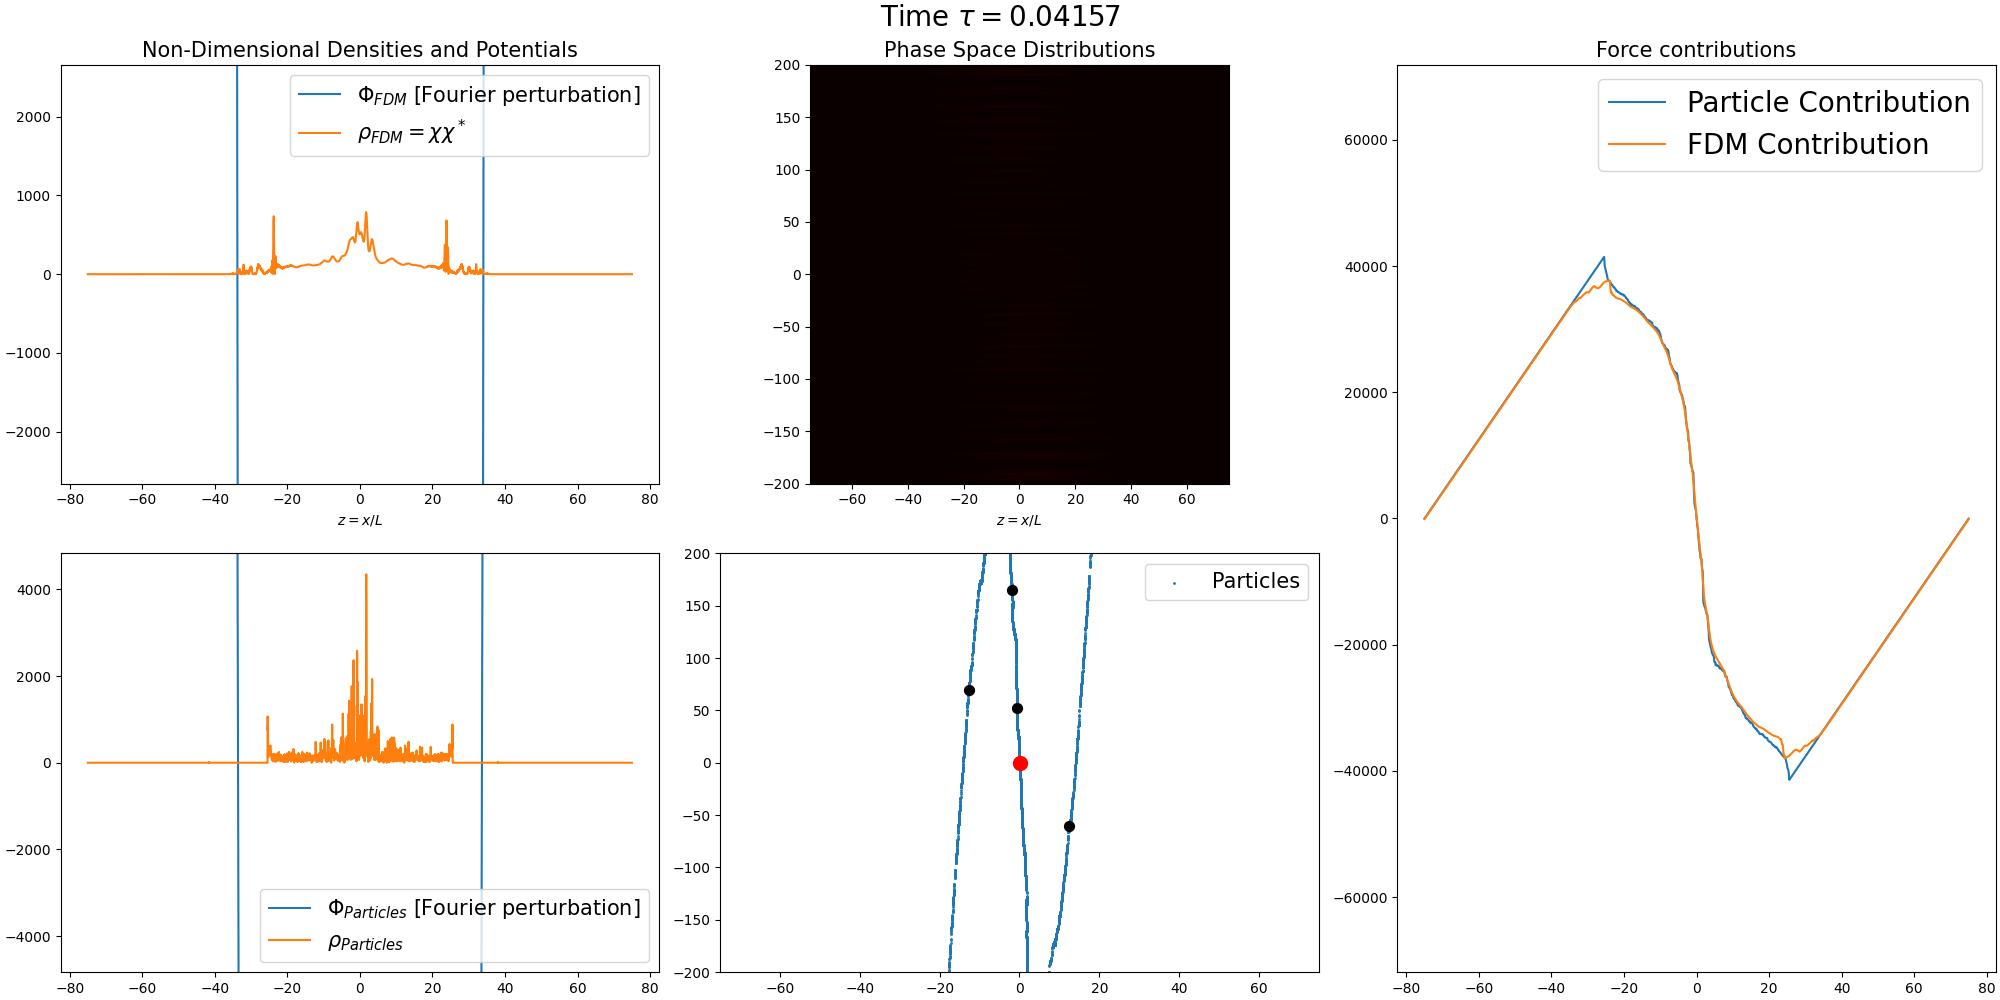 Time τ = 0.04157
Non-Dimensional Densities and Potentials
Φ_FDM [Fourier perturbation]
ρ_FDM = χχ*
2000
1000
0
−1000
−2000
−80 −60 −40 −20 0 20 40 60 80
z = x/L
Phase Space Distributions
200
150
100
50
0
−50
−100
−150
−200
−60 −40 −20 0 20 40 60
z = x/L
Force contributions
Particle Contribution
FDM Contribution
60000
40000
20000
0
−20000
−40000
−60000
−80 −60 −40 −20 0 20 40 60 80
4000
2000
0
−2000
−4000
Φ_Particles [Fourier perturbation]
ρ_Particles
−80 −60 −40 −20 0 20 40 60 80
Particles
200
150
100
50
0
−50
−100
−150
−200
−60 −40 −20 0 20 40 60